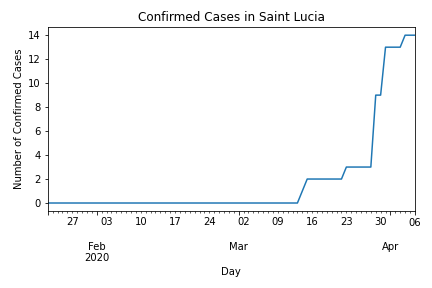 Confirmed Cases in Saint Lucia
Number of Confirmed Cases
14
12
10
8
6
4
2
0
27 03 10 17 24 02 09 16 23 30 06
Feb Mar Apr
2020
Day